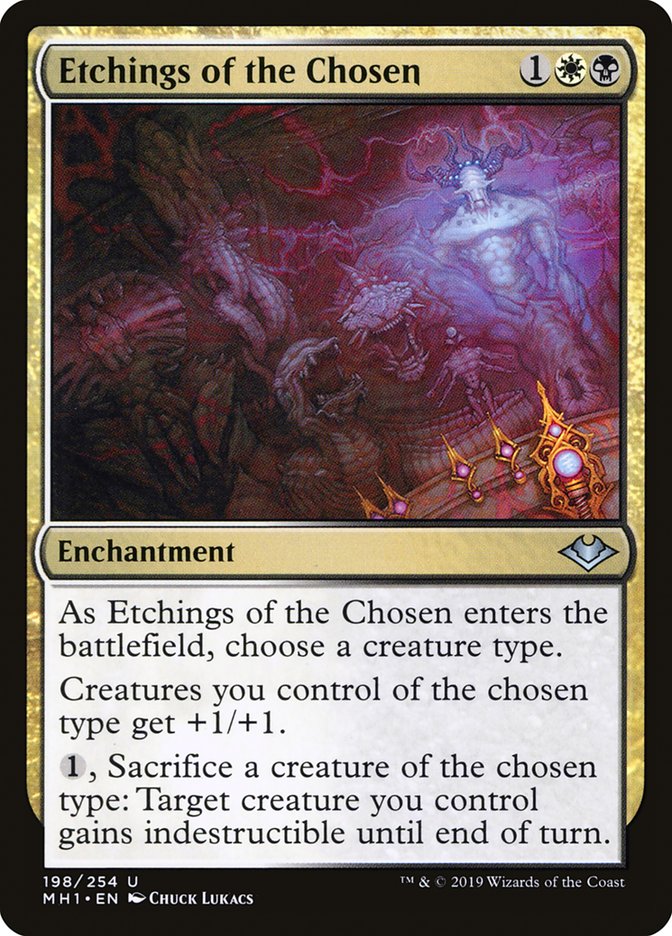 Etchings of the Chosen 1
Enchantment
As Etchings of the Chosen enters the
battlefield, choose a creature type.
Creatures you control of the chosen
type get +1/+1.
1, Sacrifice a creature of the chosen
type: Target creature you control
gains indestructible until end of turn.
198/254 U
™ & © 2019 Wizards of the Coast
MH1 • EN Chuck Lukacs